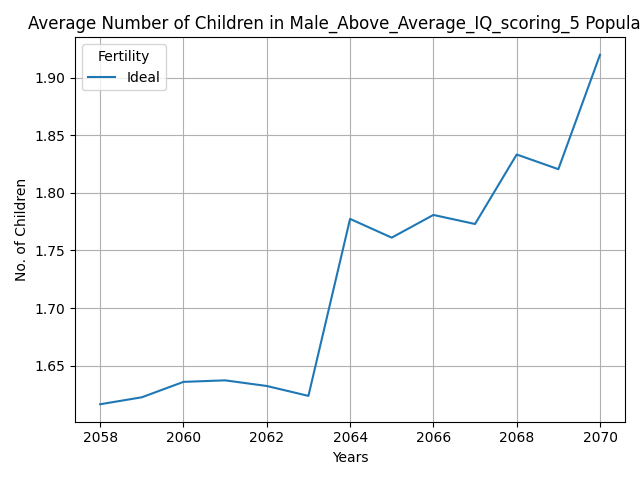 Average Number of Children in Male_Above_Average_IQ_scoring_5 Popula
Fertility
Ideal
1.90
1.85
1.80
1.75
1.70
1.65
No. of Children
2058 2060 2062 2064 2066 2068 2070
Years